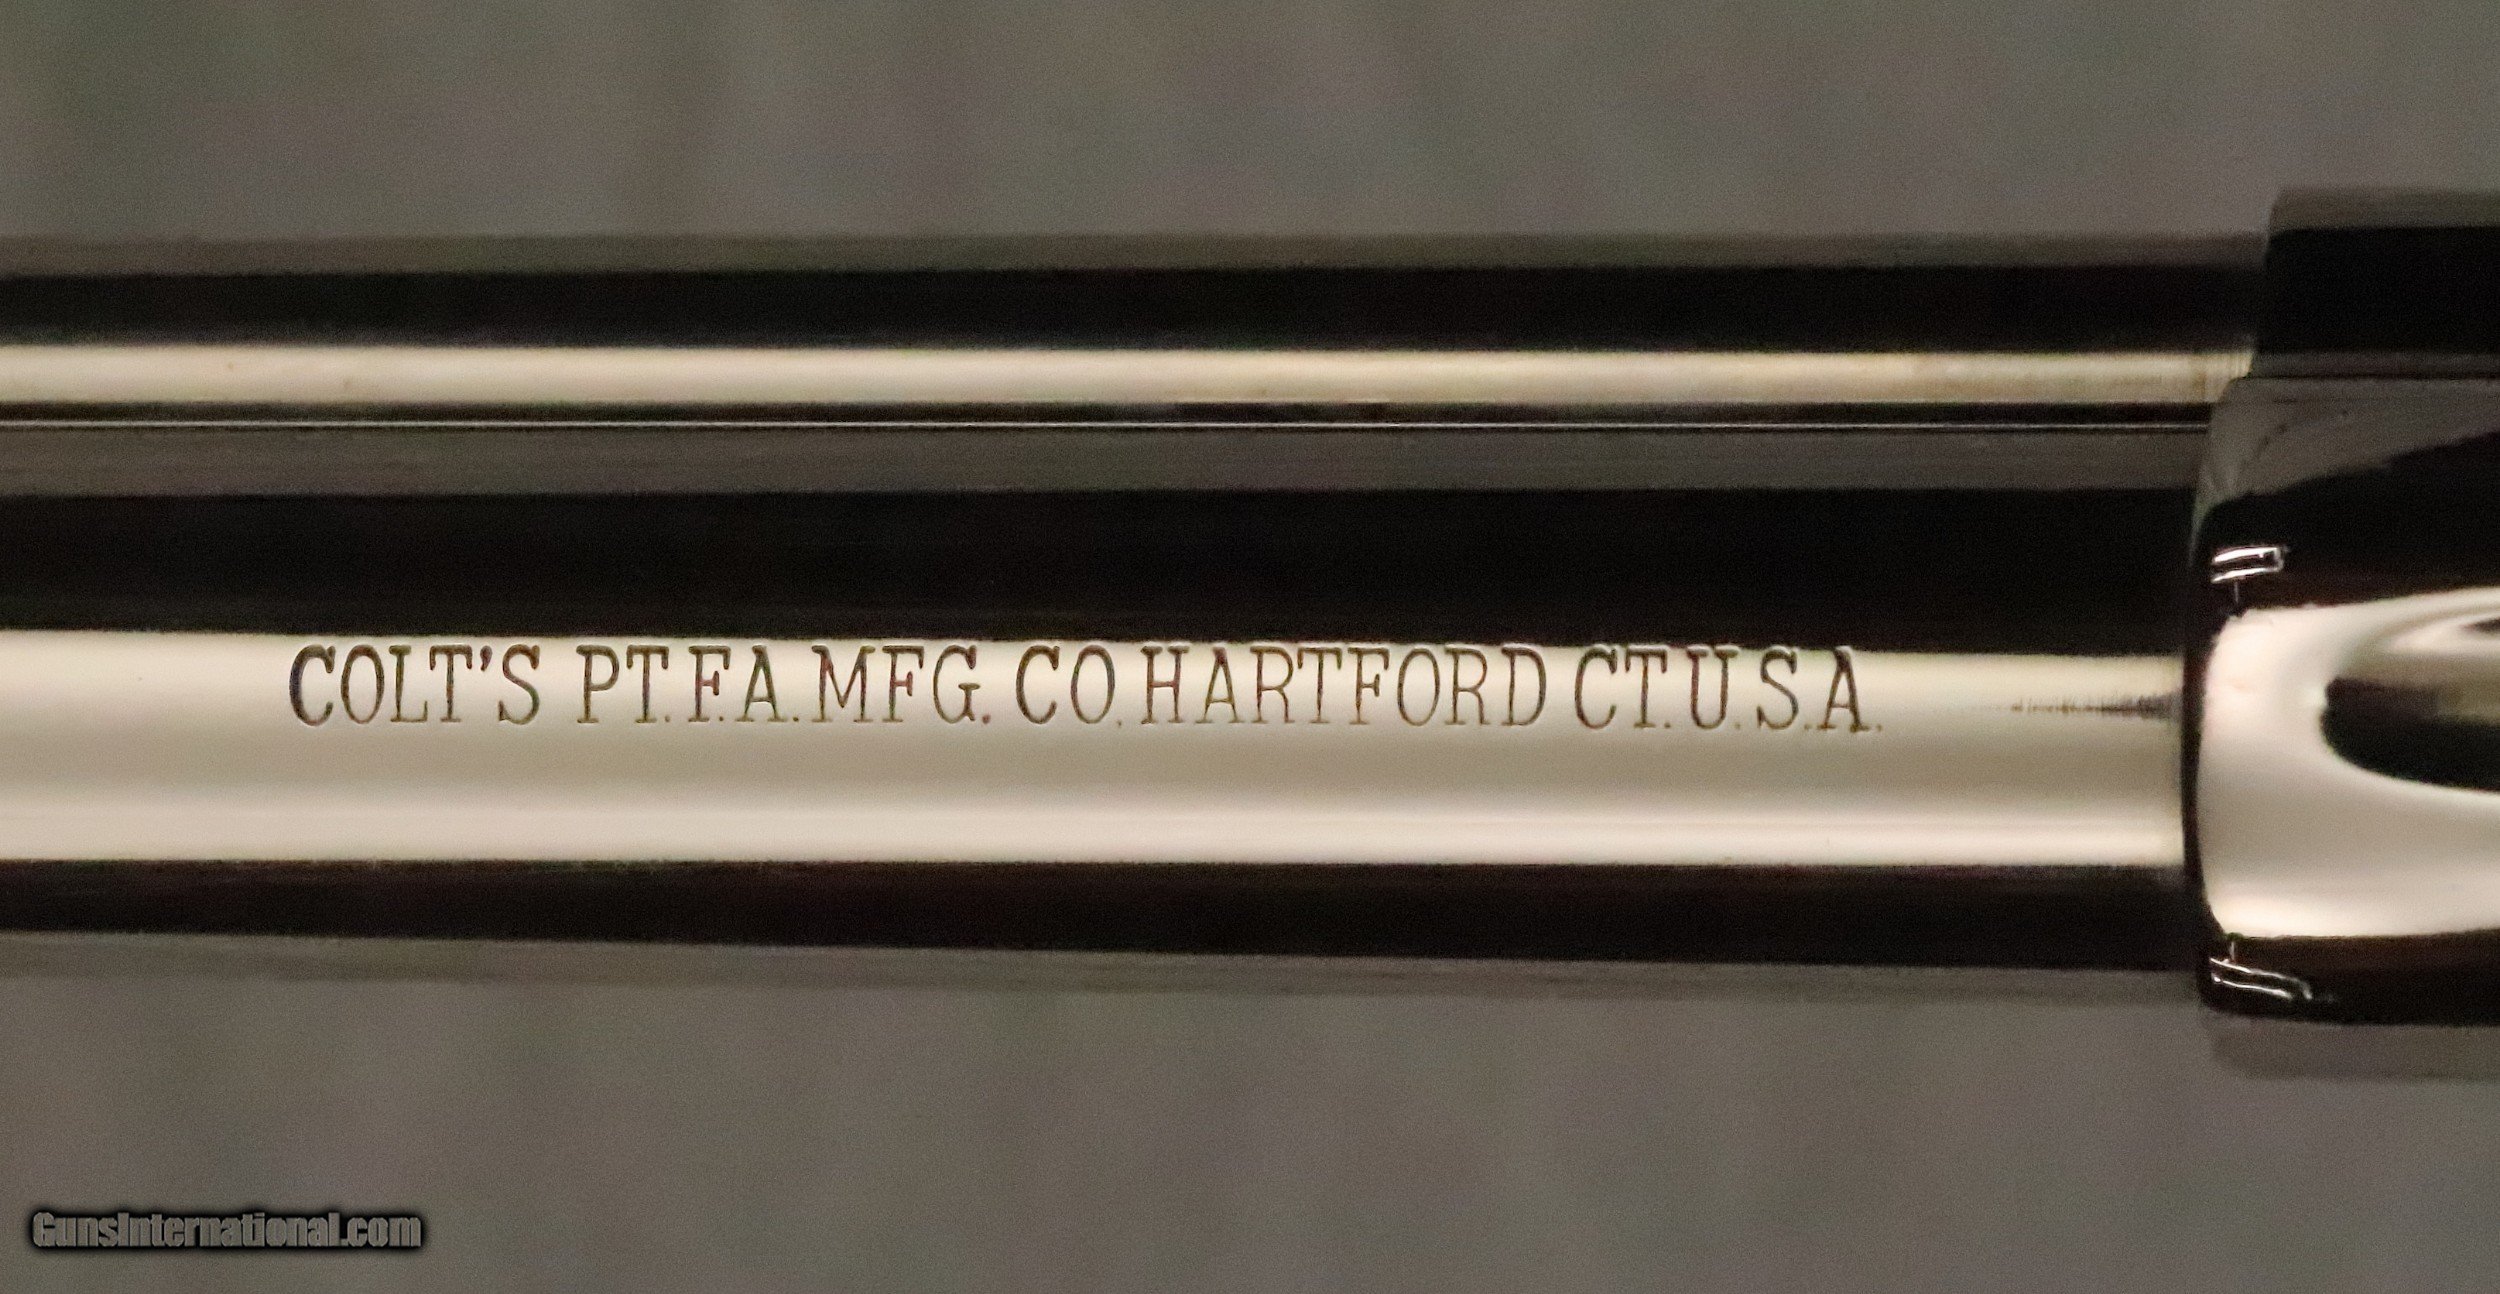 COLT'S PT.F.A.MFG. CO.HARTFORD CT.U.S.A.
GunsInternational.com